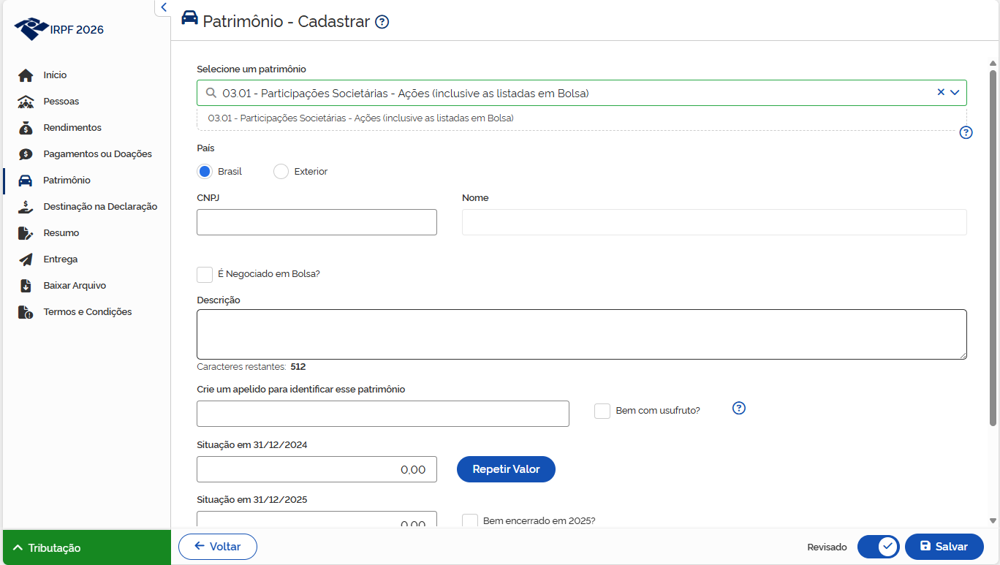 IRPF 2026
Início
Pessoas
Rendimentos
Pagamentos ou Doações
Patrimônio
Destinação na Declaração
Resumo
Entrega
Baixar Arquivo
Termos e Condições
Tributação
Patrimônio - Cadastrar
Selecione um patrimônio
03.01 - Participações Societárias - Ações (inclusive as listadas em Bolsa)
03.01 - Participações Societárias - Ações (inclusive as listadas em Bolsa)
País
Brasil Exterior
CNPJ Nome
É Negociado em Bolsa?
Descrição
Caracteres restantes: 512
Crie um apelido para identificar esse patrimônio
Bem com usufruto?
Situação em 31/12/2024
0,00 Repetir Valor
Situação em 31/12/2025
0,00 Bem encerrado em 2025?
Voltar Revisado Salvar